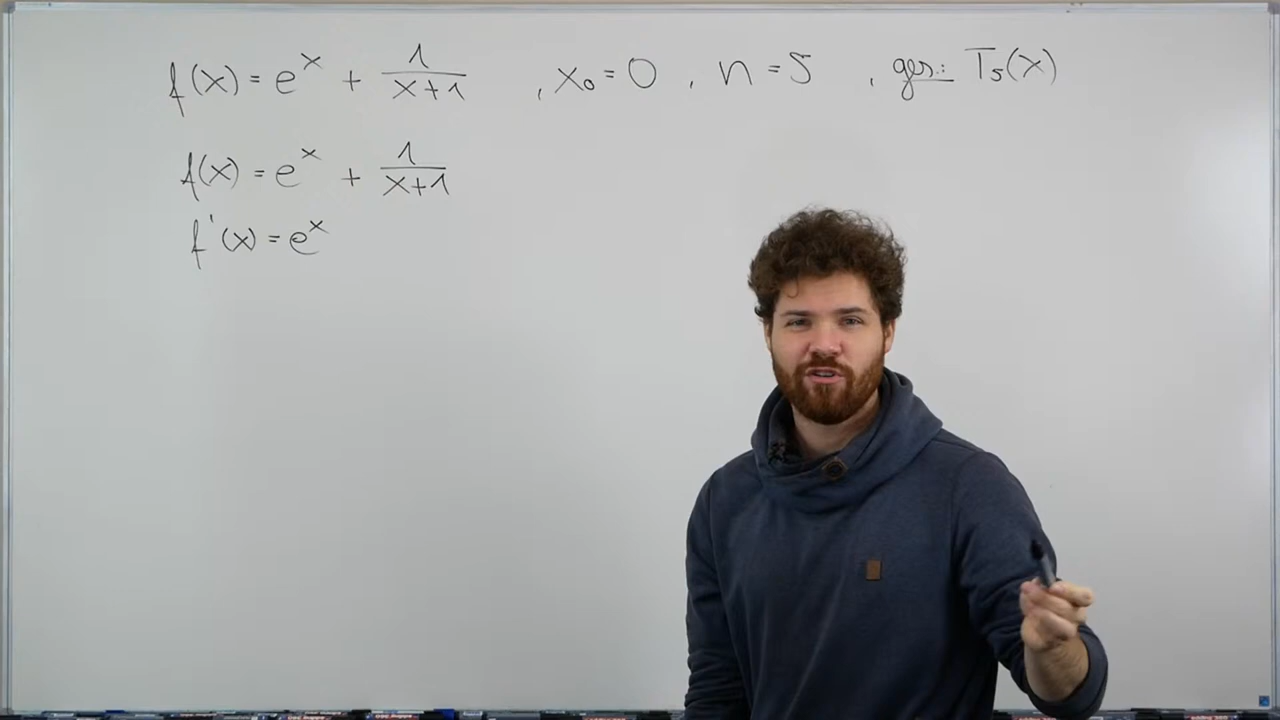 f(x) = e^x + 1/(x+1) , x₀ = 0 , n = 5 , ges.: T₅(x)
f(x) = e^x + 1/(x+1)
f'(x) = e^x